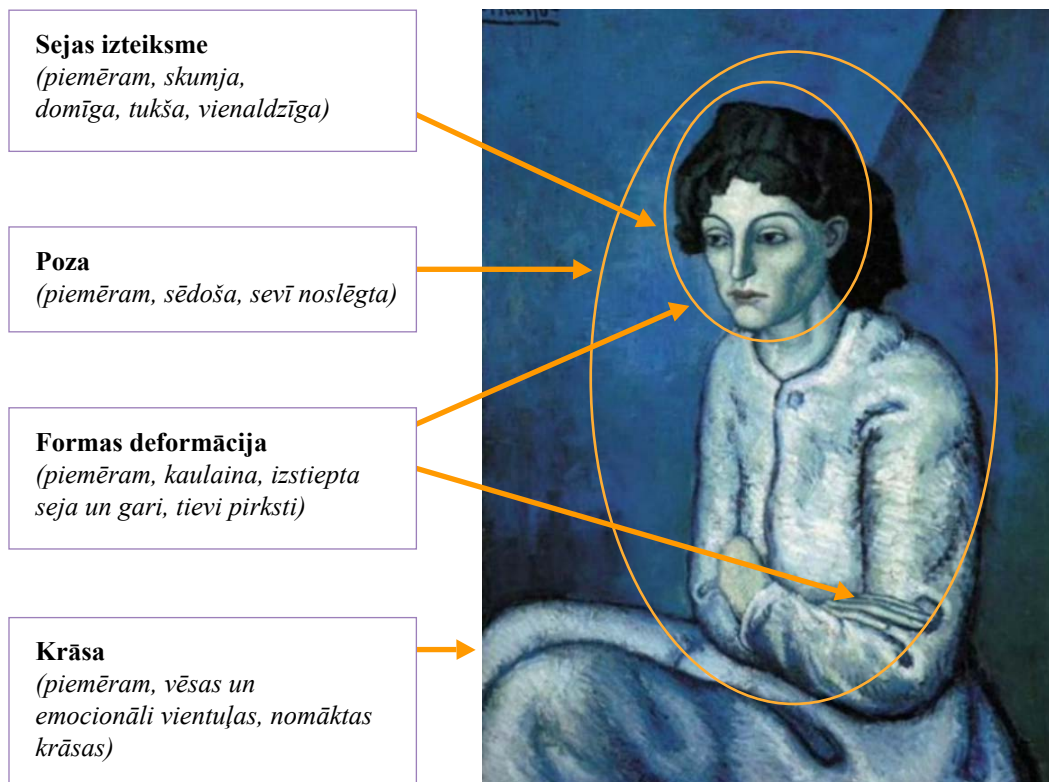 Sejas izteiksme
(piemēram, skumja,
domīga, tukša, vienaldzīga)
Poza
(piemēram, sēdoša, sevī noslēgta)
Formas deformācija
(piemēram, kaulaina, izstiepta
seja un gari, tievi pirksti)
Krāsa
(piemēram, vēsas un
emocionāli vientuļas, nomāktas
krāsas)